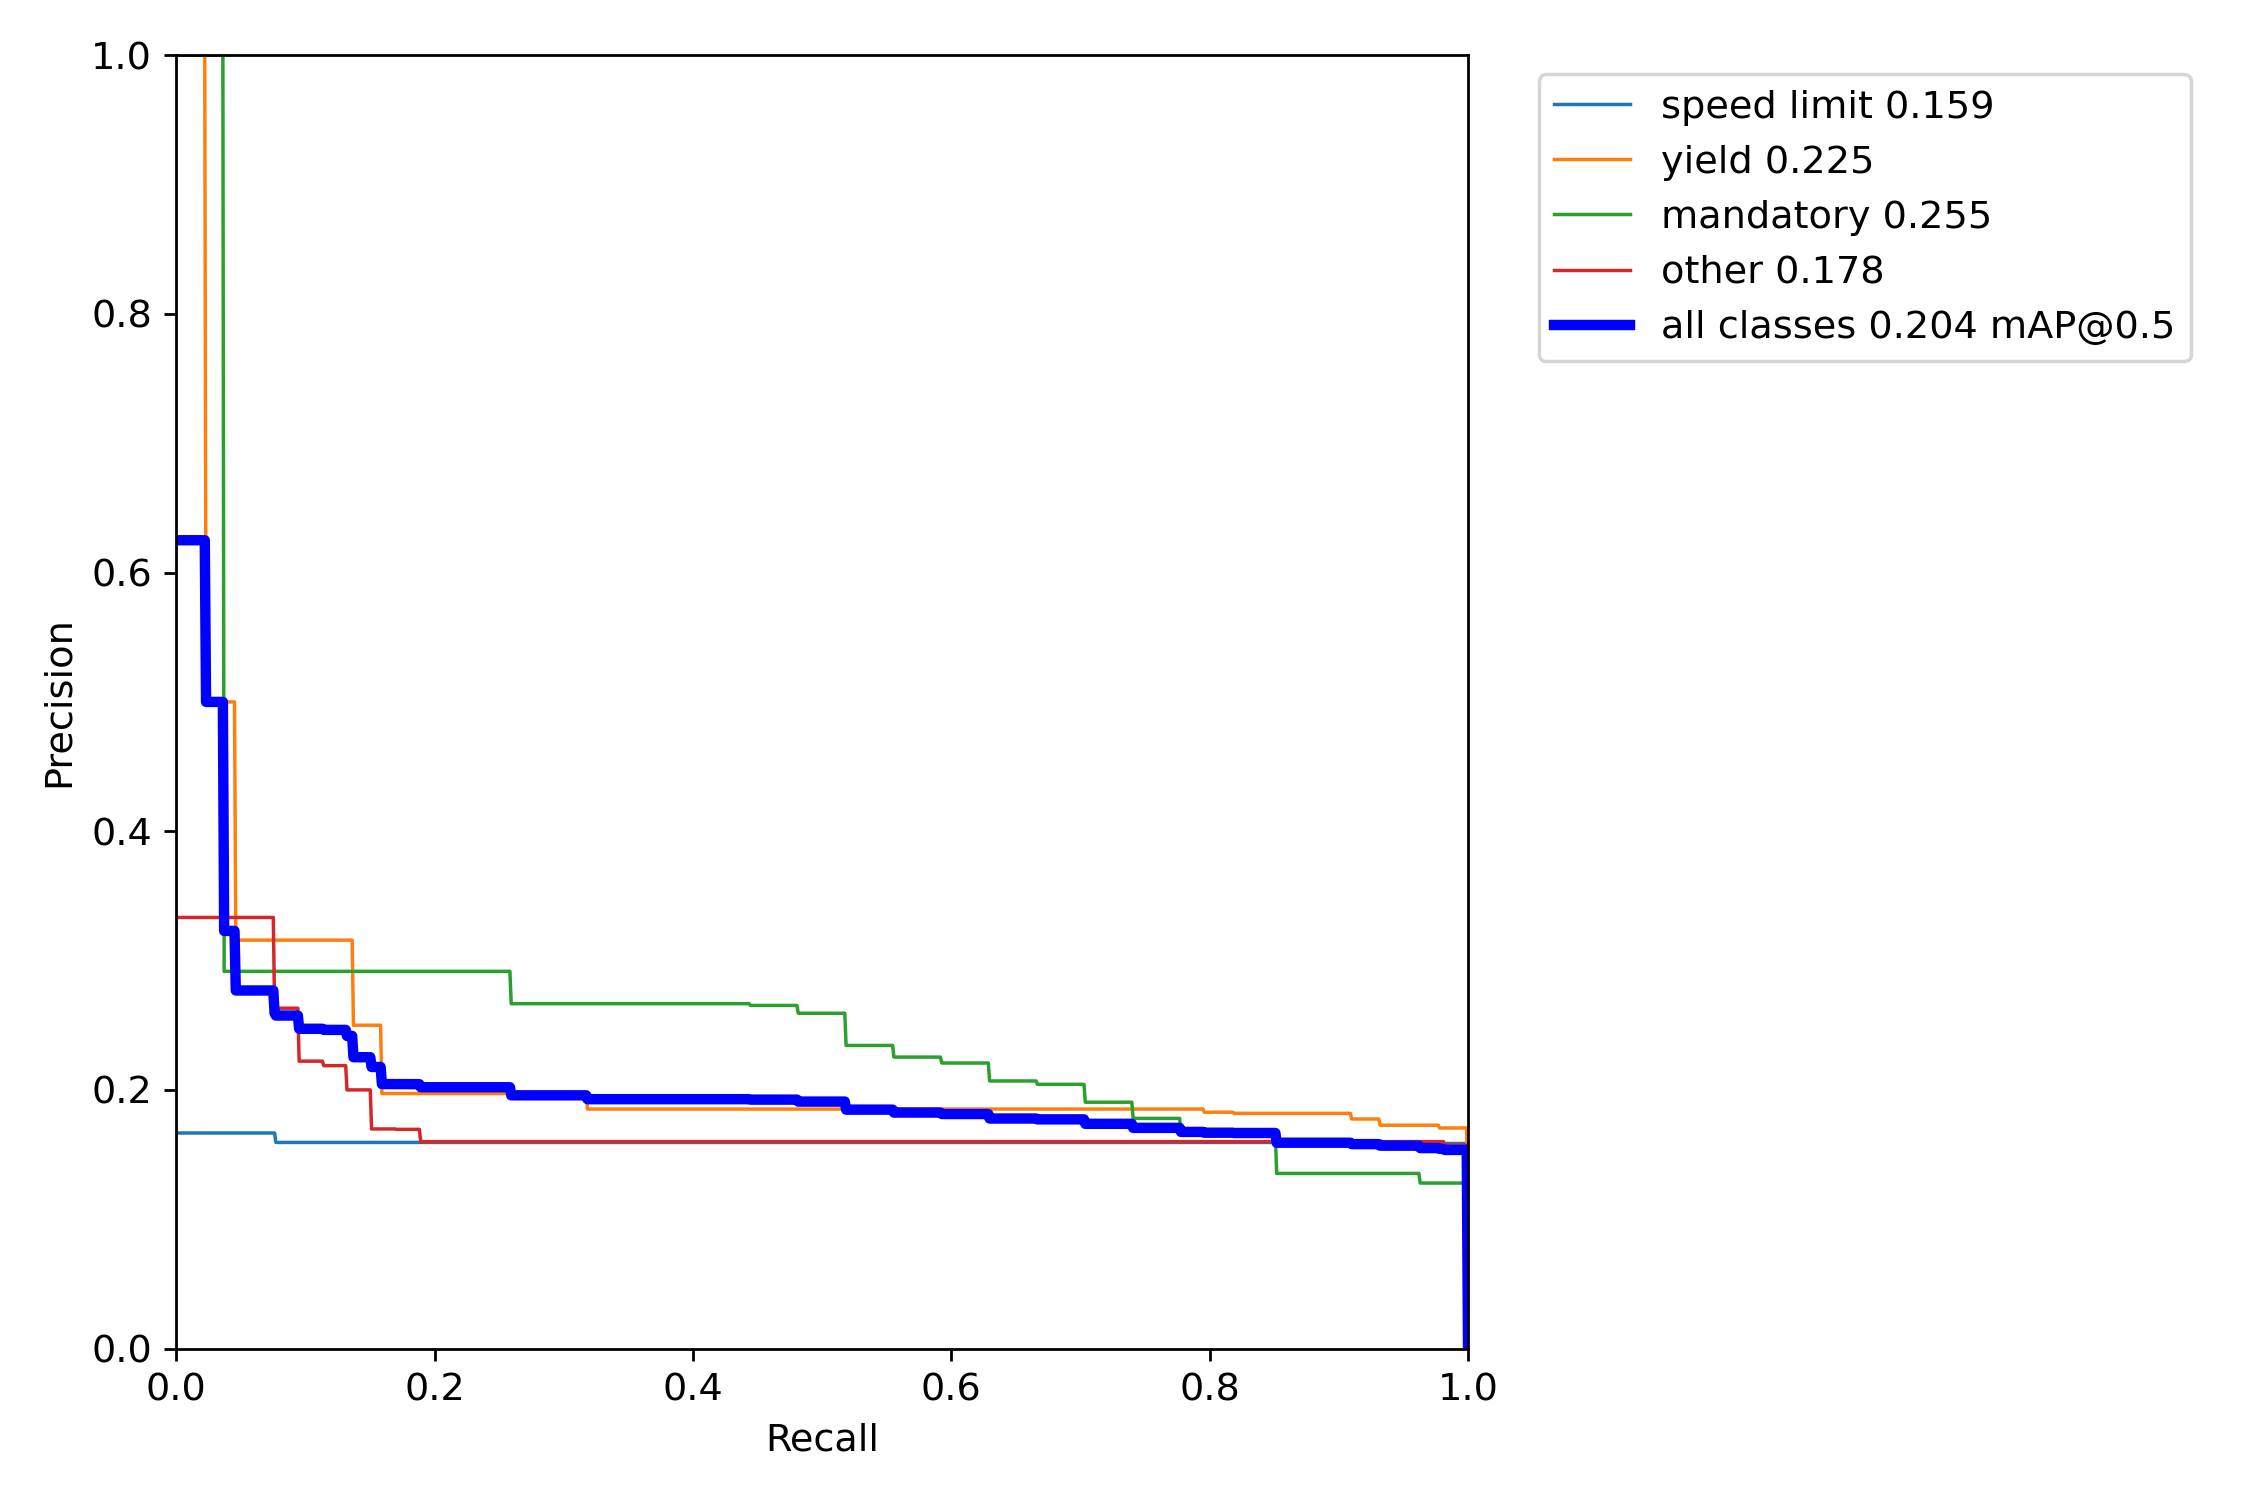 1.0
0.8
0.6
0.4
0.2
0.0
Precision
0.0 0.2 0.4 0.6 0.8 1.0
Recall
speed limit 0.159
yield 0.225
mandatory 0.255
other 0.178
all classes 0.204 mAP@0.5